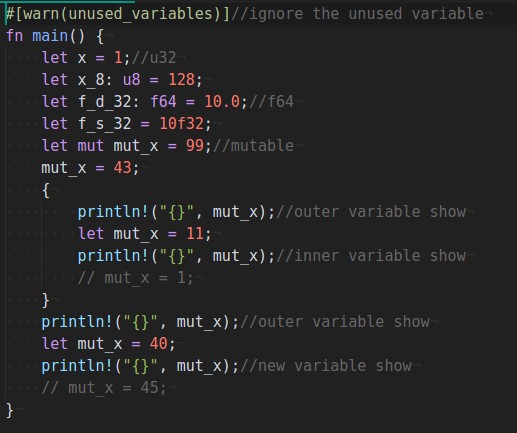 #[warn(unused_variables)]//ignore the unused variable
fn main() {
    let x = 1;//u32
    let x_8: u8 = 128;
    let f_d_32: f64 = 10.0;//f64
    let f_s_32 = 10f32;
    let mut mut_x = 99;//mutable
    mut_x = 43;
    {
        println!("{}", mut_x);//outer variable show
        let mut_x = 11;
        println!("{}", mut_x);//inner variable show
        // mut_x = 1;
    }
    println!("{}", mut_x);//outer variable show
    let mut_x = 40;
    println!("{}", mut_x);//new variable show
    // mut_x = 45;
}